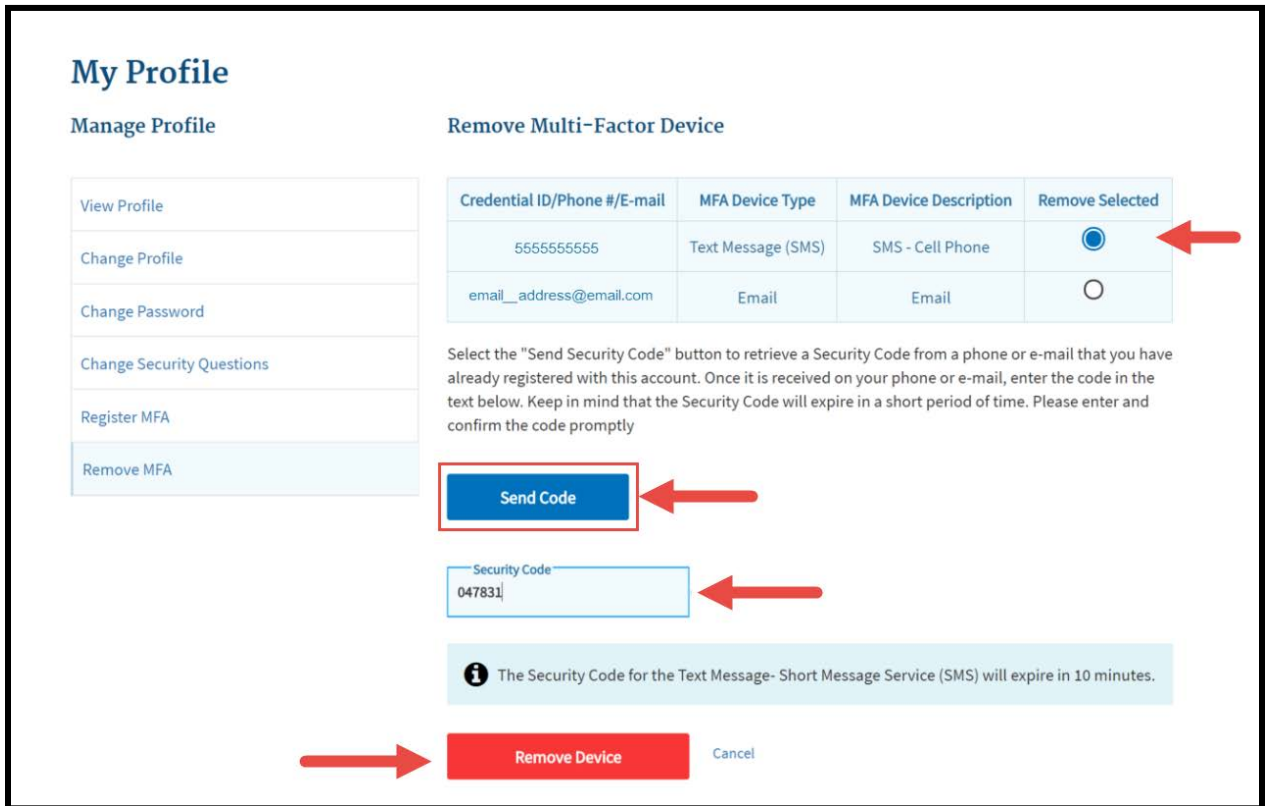 My Profile
Manage Profile
View Profile
Change Profile
Change Password
Change Security Questions
Register MFA
Remove MFA
Remove Multi-Factor Device
Credential ID/Phone #/E-mail MFA Device Type MFA Device Description Remove Selected
5555555555 Text Message (SMS) SMS - Cell Phone
email__address@email.com Email Email
Select the "Send Security Code" button to retrieve a Security Code from a phone or e-mail that you have
already registered with this account. Once it is received on your phone or e-mail, enter the code in the
text below. Keep in mind that the Security Code will expire in a short period of time. Please enter and
confirm the code promptly
Send Code
Security Code
047831
The Security Code for the Text Message- Short Message Service (SMS) will expire in 10 minutes.
Remove Device Cancel